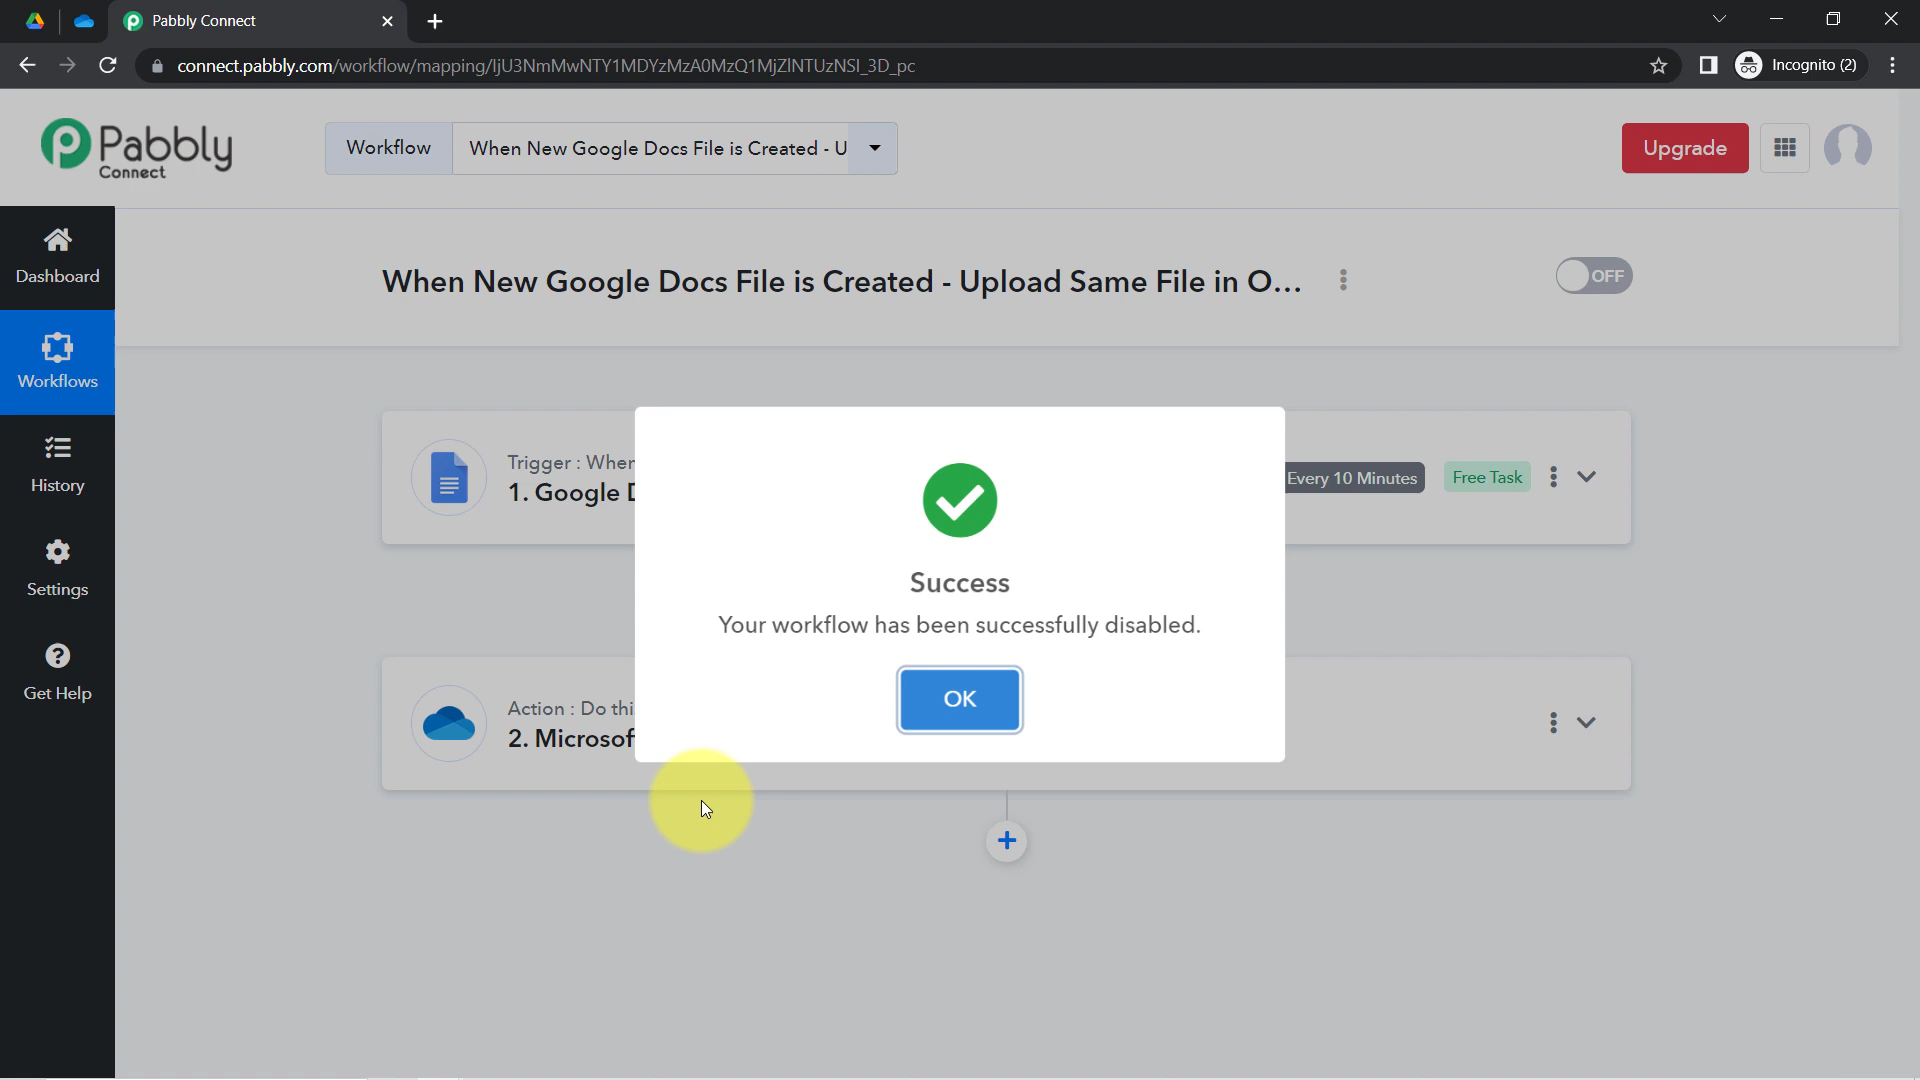 Pabbly Connect
connect.pabbly.com/workflow/mapping/IjU3NmMwNTY1MDYzMzA0MzQ1MjZlNTUzNSI_3D_pc
Incognito (2)
Pabbly
Connect
Workflow
When New Google Docs File is Created - U
Upgrade
Dashboard
Workflows
History
Settings
Get Help
When New Google Docs File is Created - Upload Same File in O...
OFF
Trigger : When
1. Google D
Every 10 Minutes
Free Task
Success
Your workflow has been successfully disabled.
OK
Action : Do thi
2. Microsof